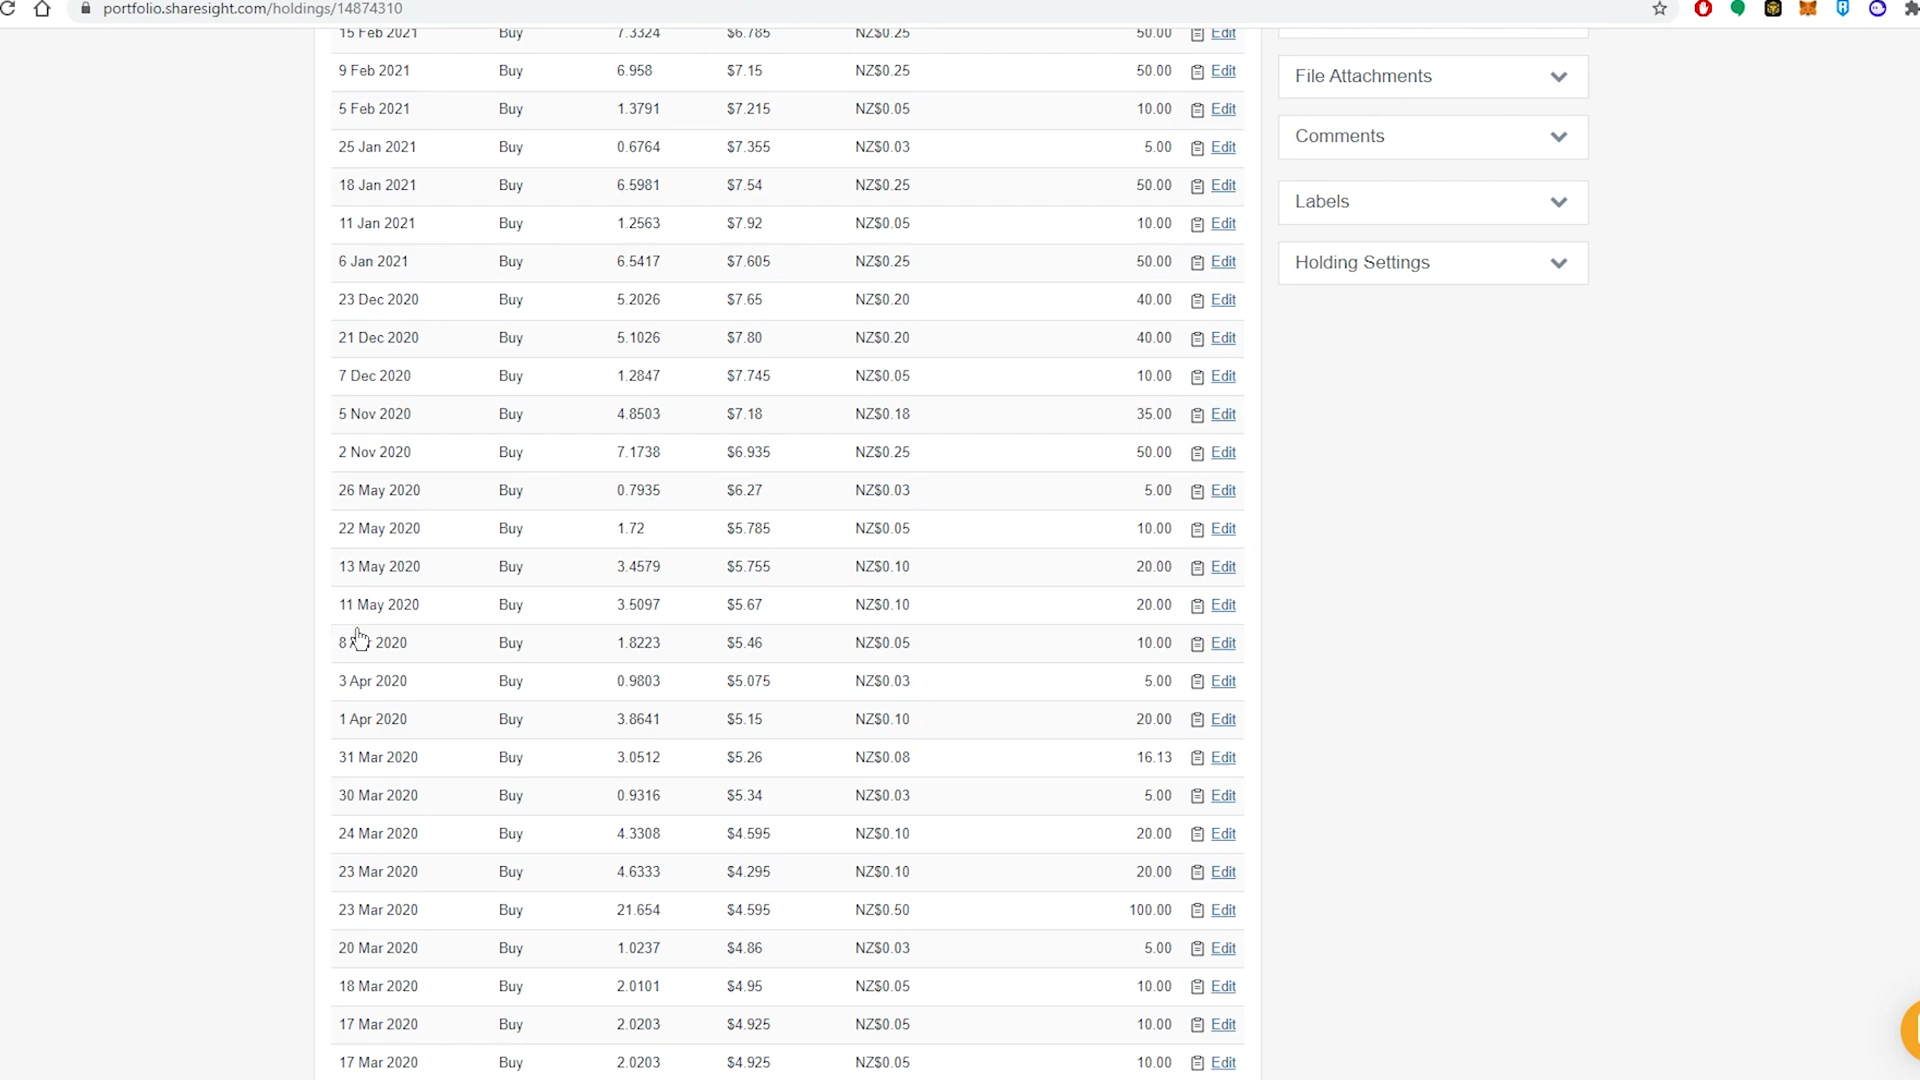 portfolio.sharesight.com/holdings/14874310
15 Feb 2021 Buy 7.3324 $6.785 NZ$0.25 50.00 Edit
9 Feb 2021 Buy 6.958 $7.15 NZ$0.25 50.00 Edit
5 Feb 2021 Buy 1.3791 $7.215 NZ$0.05 10.00 Edit
25 Jan 2021 Buy 0.6764 $7.355 NZ$0.03 5.00 Edit
18 Jan 2021 Buy 6.5981 $7.54 NZ$0.25 50.00 Edit
11 Jan 2021 Buy 1.2563 $7.92 NZ$0.05 10.00 Edit
6 Jan 2021 Buy 6.5417 $7.605 NZ$0.25 50.00 Edit
23 Dec 2020 Buy 5.2026 $7.65 NZ$0.20 40.00 Edit
21 Dec 2020 Buy 5.1026 $7.80 NZ$0.20 40.00 Edit
7 Dec 2020 Buy 1.2847 $7.745 NZ$0.05 10.00 Edit
5 Nov 2020 Buy 4.8503 $7.18 NZ$0.18 35.00 Edit
2 Nov 2020 Buy 7.1738 $6.935 NZ$0.25 50.00 Edit
26 May 2020 Buy 0.7935 $6.27 NZ$0.03 5.00 Edit
22 May 2020 Buy 1.72 $5.785 NZ$0.05 10.00 Edit
13 May 2020 Buy 3.4579 $5.755 NZ$0.10 20.00 Edit
11 May 2020 Buy 3.5097 $5.67 NZ$0.10 20.00 Edit
8 2020 Buy 1.8223 $5.46 NZ$0.05 10.00 Edit
3 Apr 2020 Buy 0.9803 $5.075 NZ$0.03 5.00 Edit
1 Apr 2020 Buy 3.8641 $5.15 NZ$0.10 20.00 Edit
31 Mar 2020 Buy 3.0512 $5.26 NZ$0.08 16.13 Edit
30 Mar 2020 Buy 0.9316 $5.34 NZ$0.03 5.00 Edit
24 Mar 2020 Buy 4.3308 $4.595 NZ$0.10 20.00 Edit
23 Mar 2020 Buy 4.6333 $4.295 NZ$0.10 20.00 Edit
23 Mar 2020 Buy 21.654 $4.595 NZ$0.50 100.00 Edit
20 Mar 2020 Buy 1.0237 $4.86 NZ$0.03 5.00 Edit
18 Mar 2020 Buy 2.0101 $4.95 NZ$0.05 10.00 Edit
17 Mar 2020 Buy 2.0203 $4.925 NZ$0.05 10.00 Edit
17 Mar 2020 Buy 2.0203 $4.925 NZ$0.05 10.00 Edit
File Attachments
Comments
Labels
Holding Settings